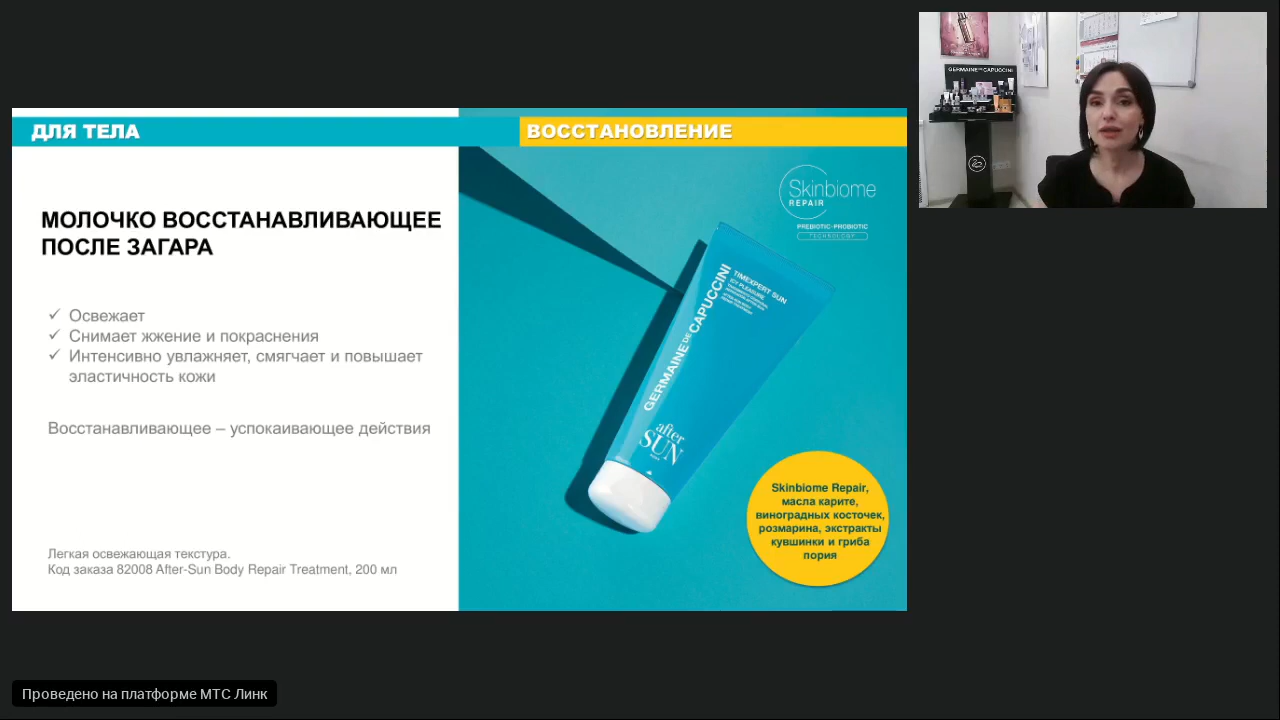 ДЛЯ ТЕЛА
ВОССТАНОВЛЕНИЕ
МОЛОЧКО ВОССТАНАВЛИВАЮЩЕЕ
ПОСЛЕ ЗАГАРА
Освежает
Снимает жжение и покраснения
Интенсивно увлажняет, смягчает и повышает
эластичность кожи
Восстанавливающее – успокаивающее действия
Легкая освежающая текстура.
Код заказа 82008 After-Sun Body Repair Treatment, 200 мл
Skinbiome
REPAIR
PREBIOTIC-PROBIOTIC
TECHNOLOGY
GERMAINE DE CAPUCCINI
TIMEXPERT SUN
ICY PLEASURE
after
SUN
Skinbiome Repair,
масла карите,
виноградных косточек,
розмарина, экстракты
кувшинки и гриба
пория
GERMAINE DE CAPUCCINI
Проведено на платформе МТС Линк